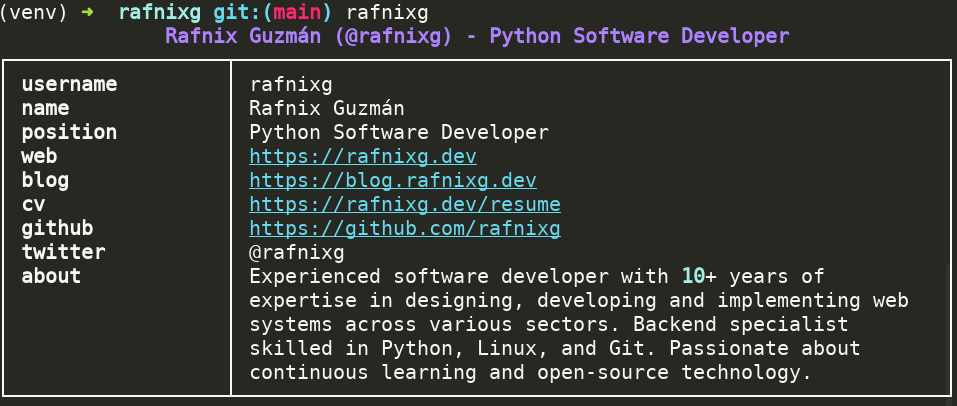 (venv) ➜  rafnixg git:(main) rafnixg
Rafnix Guzmán (@rafnixg) - Python Software Developer
username rafnixg
name Rafnix Guzmán
position Python Software Developer
web https://rafnixg.dev
blog https://blog.rafnixg.dev
cv https://rafnixg.dev/resume
github https://github.com/rafnixg
twitter @rafnixg
about Experienced software developer with 10+ years of
expertise in designing, developing and implementing web
systems across various sectors. Backend specialist
skilled in Python, Linux, and Git. Passionate about
continuous learning and open-source technology.